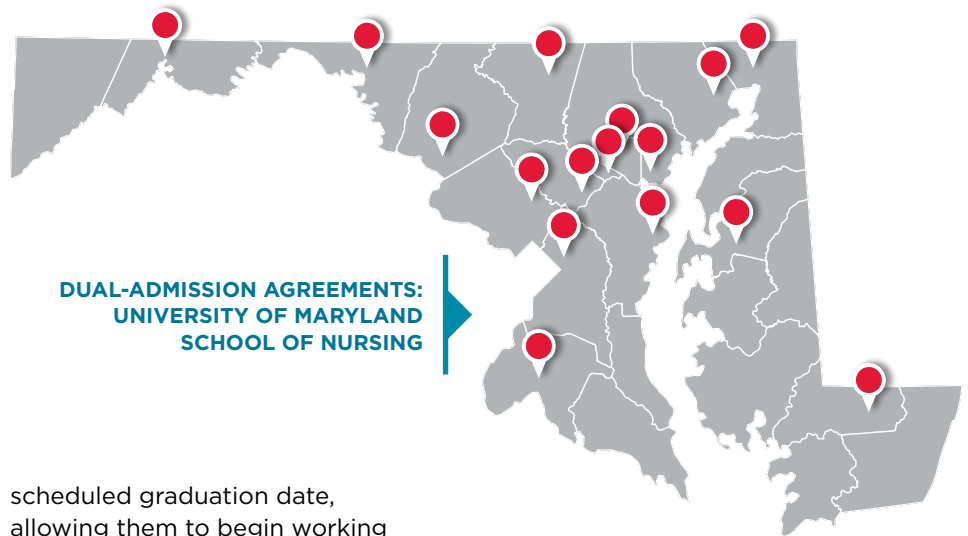 DUAL-ADMISSION AGREEMENTS:
UNIVERSITY OF MARYLAND
SCHOOL OF NURSING
scheduled graduation date,
allowing them to begin working